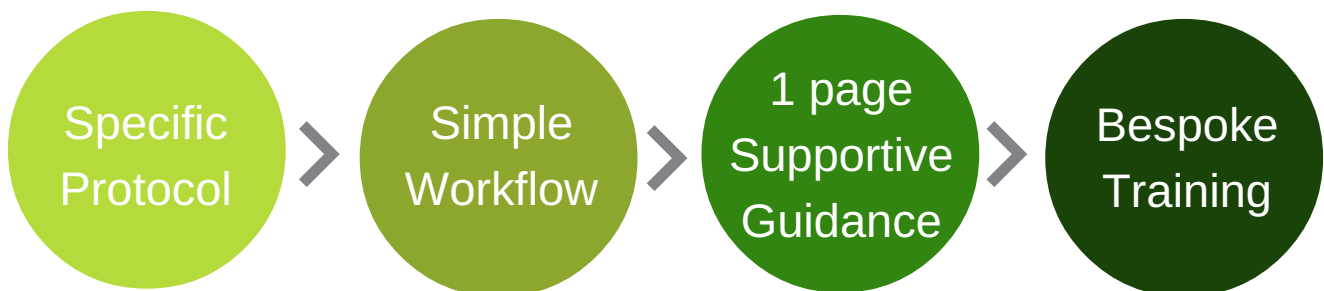 Specific
Protocol
Simple
Workflow
1 page
Supportive
Guidance
Bespoke
Training